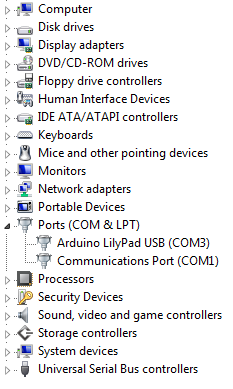 Computer
Disk drives
Display adapters
DVD/CD-ROM drives
Floppy drive controllers
Human Interface Devices
IDE ATA/ATAPI controllers
Keyboards
Mice and other pointing devices
Monitors
Network adapters
Portable Devices
Ports (COM & LPT)
Arduino LilyPad USB (COM3)
Communications Port (COM1)
Processors
Security Devices
Sound, video and game controllers
Storage controllers
System devices
Universal Serial Bus controllers